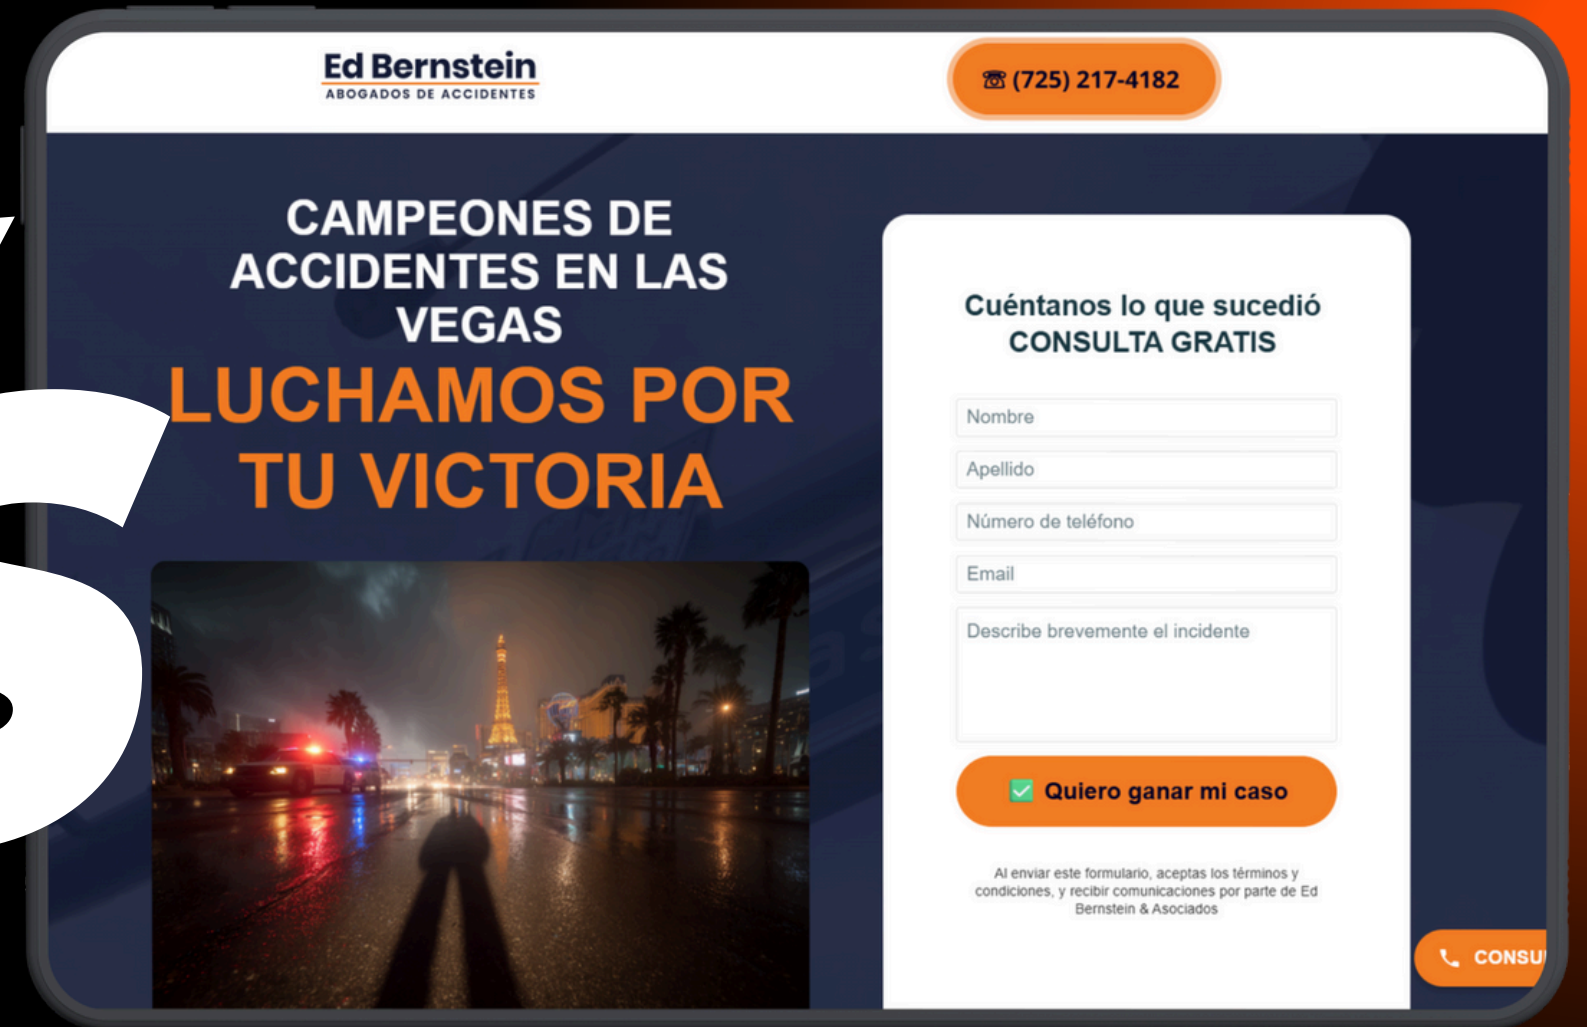 Ed Bernstein
ABOGADOS DE ACCIDENTES
☏ (725) 217-4182
CAMPEONES DE
ACCIDENTES EN LAS
VEGAS
LUCHAMOS POR
TU VICTORIA
Cuéntanos lo que sucedió
CONSULTA GRATIS
Nombre
Apellido
Número de teléfono
Email
Describe brevemente el incidente
✅ Quiero ganar mi caso
Al enviar este formulario, aceptas los términos y
condiciones, y recibir comunicaciones por parte de Ed
Bernstein & Asociados